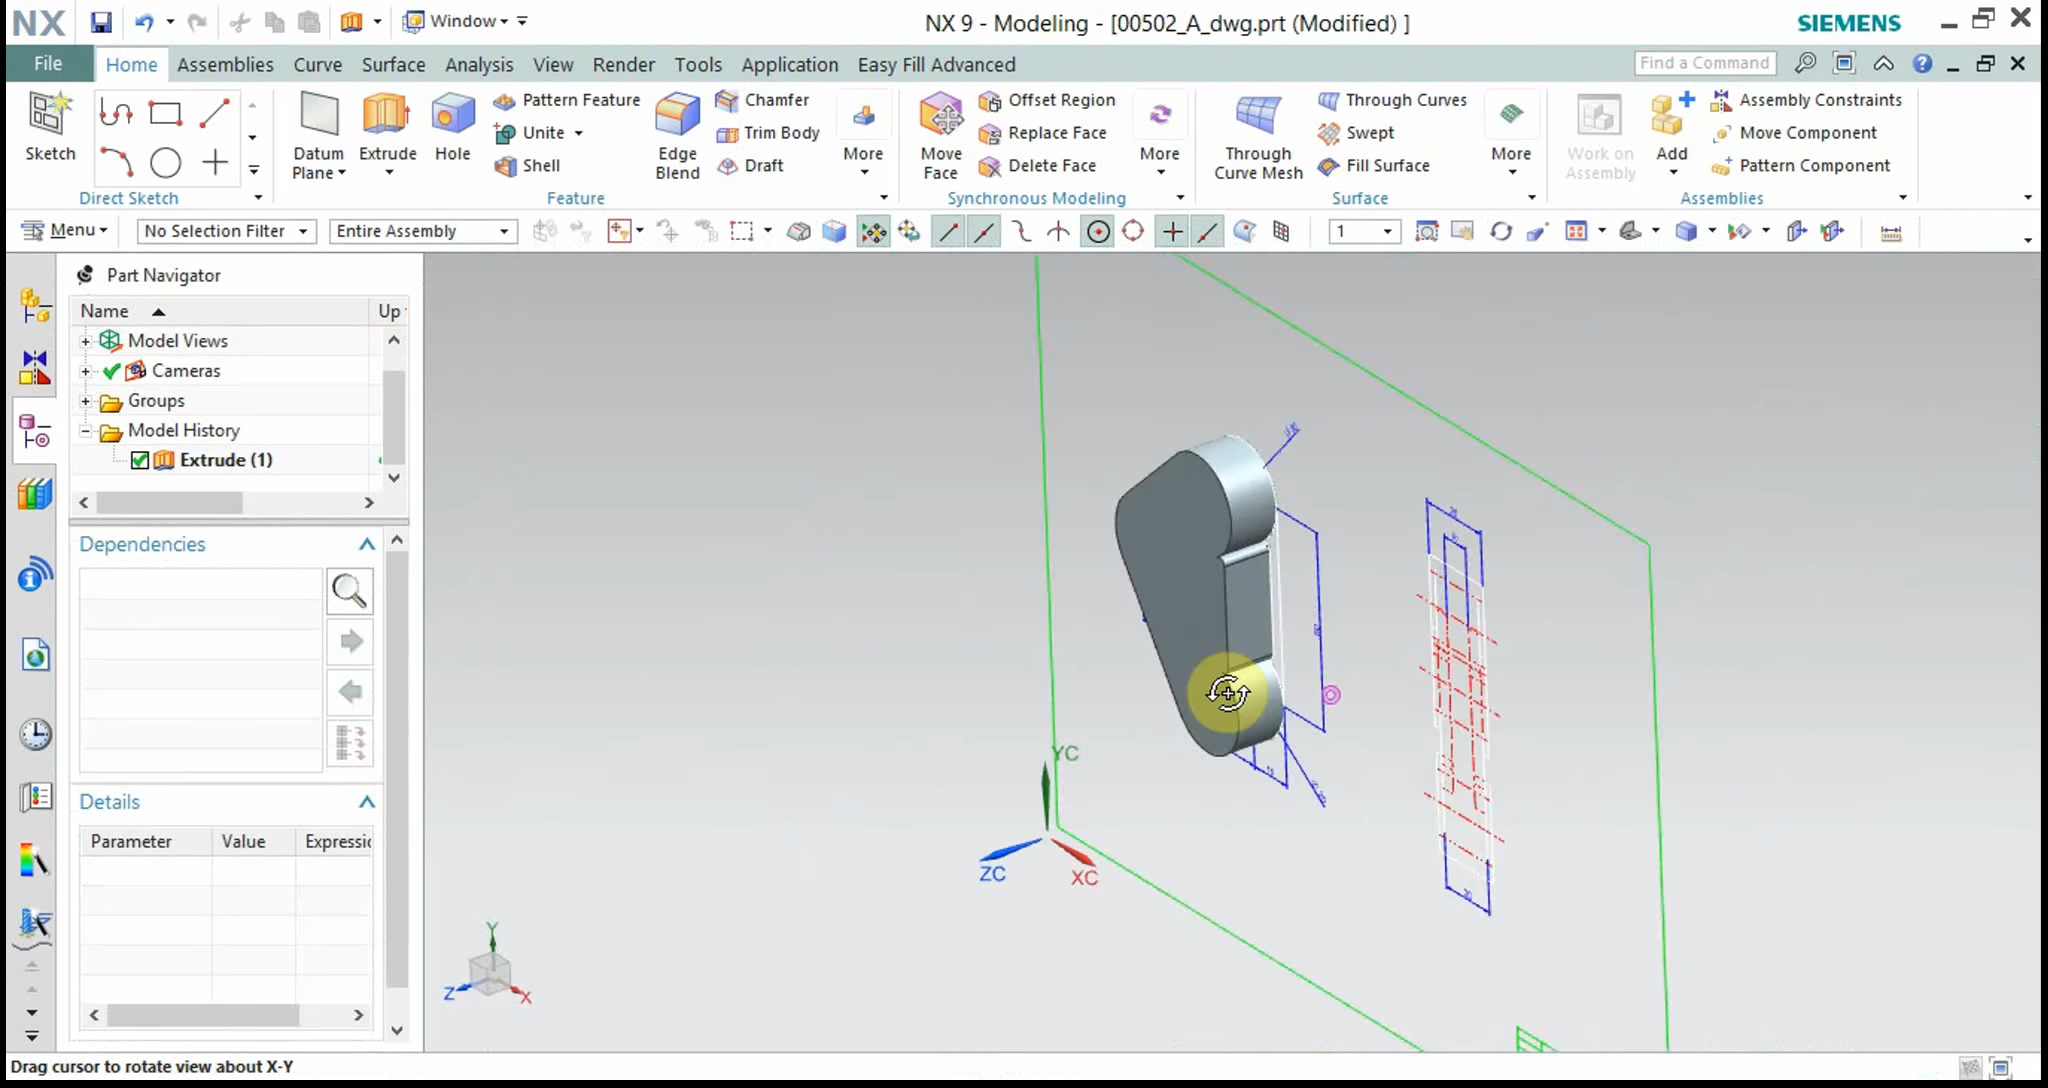 NX
Window
NX 9 - Modeling - [00502_A_dwg.prt (Modified) ]
SIEMENS
File
Home
Assemblies
Curve
Surface
Analysis
View
Render
Tools
Application
Easy Fill Advanced
Find a Command
Sketch
Direct Sketch
Datum
Plane
Extrude
Hole
Pattern Feature
Unite
Shell
Edge
Blend
Chamfer
Trim Body
Draft
More
Feature
Move
Face
Offset Region
Replace Face
Delete Face
More
Synchronous Modeling
Through
Curve Mesh
Through Curves
Swept
Fill Surface
More
Surface
Work on
Assembly
Add
Assembly Constraints
Move Component
Pattern Component
Assemblies
Menu
No Selection Filter
Entire Assembly
1
Part Navigator
Name
Up
Model Views
Cameras
Groups
Model History
Extrude (1)
Dependencies
Details
Parameter
Value
Expressic
YC
ZC
XC
Y
Z
X
Drag cursor to rotate view about X-Y